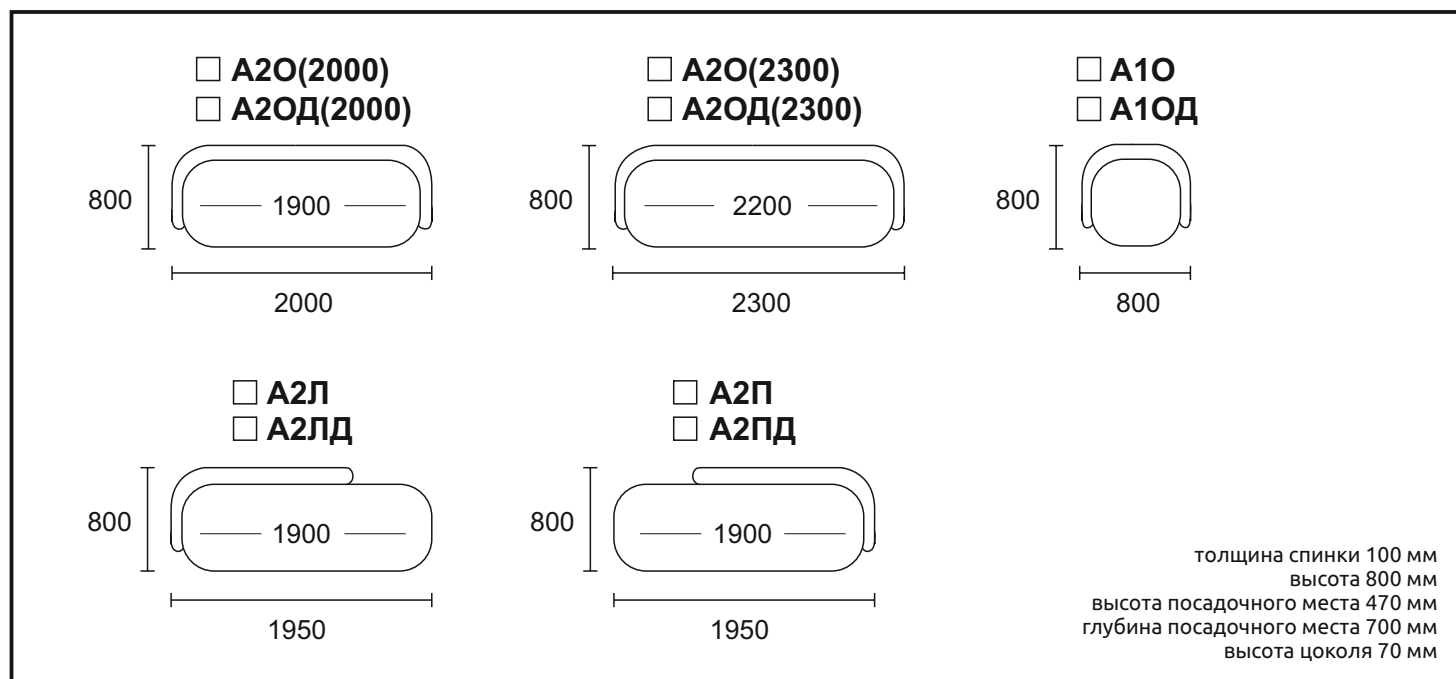 А2О(2000)
А2ОД(2000)
800
1900
2000
А2О(2300)
А2ОД(2300)
800
2200
2300
А1О
А1ОД
800
800
А2Л
А2ЛД
800
1900
1950
А2П
А2ПД
800
1900
1950
толщина спинки 100 мм
высота 800 мм
высота посадочного места 470 мм
глубина посадочного места 700 мм
высота цоколя 70 мм